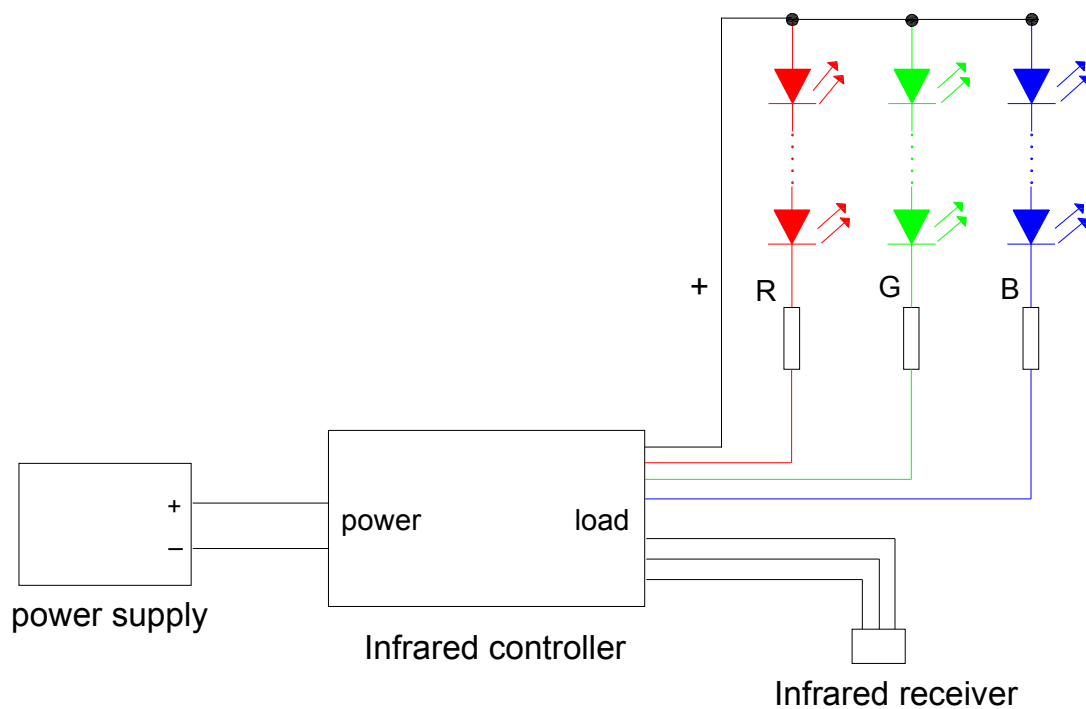 +
R
G
B
+
–
power
load
power supply
Infrared controller
Infrared receiver